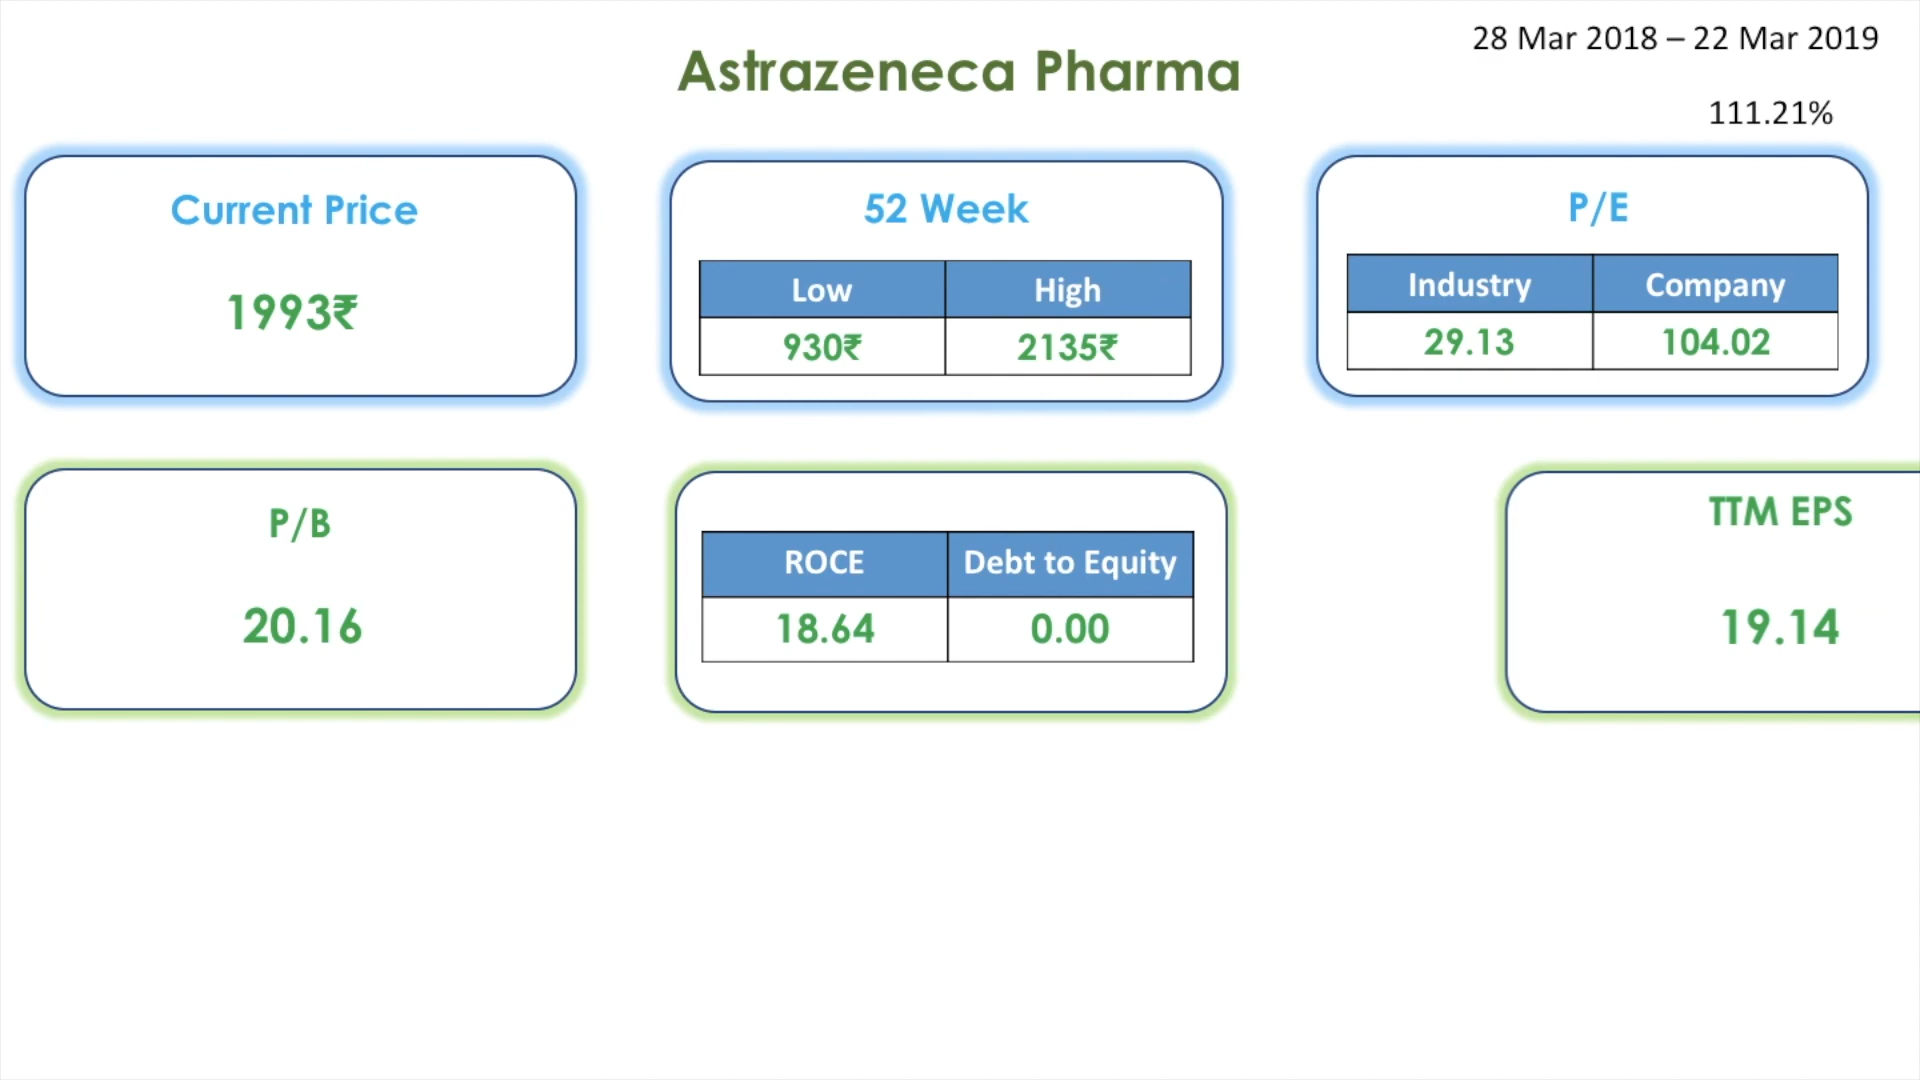 28 Mar 2018 – 22 Mar 2019
Astrazeneca Pharma
111.21%
Current Price
1993₹
52 Week
Low High
930₹ 2135₹
P/E
Industry Company
29.13 104.02
P/B
20.16
ROCE Debt to Equity
18.64 0.00
TTM EPS
19.14